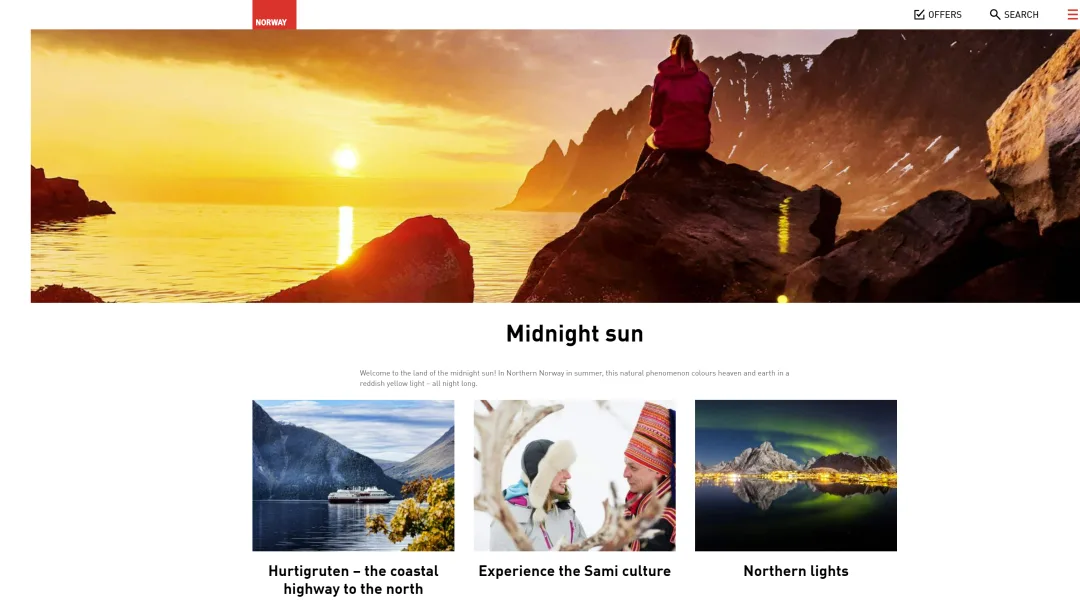 NORWAY
OFFERS
SEARCH
Midnight sun
Welcome to the land of the midnight sun! In Northern Norway in summer, this natural phenomenon colours heaven and earth in a
reddish yellow light – all night long.
Hurtigruten – the coastal
highway to the north
Experience the Sami culture
Northern lights